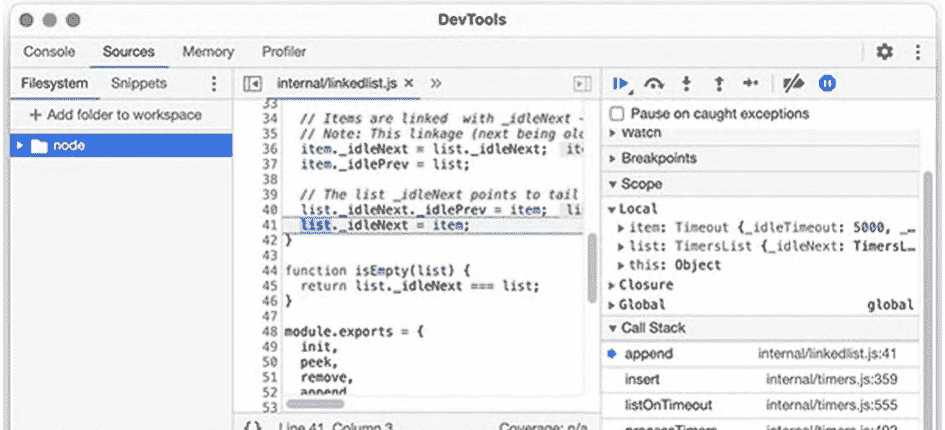 DevTools
Console Sources Memory Profiler
Filesystem Snippets
+ Add folder to workspace
node
internal/linkedlist.js × »
33
34 // Items are linked with _idleNext
35 // Note: This linkage (next being
36 item._idleNext = list._idleNext;
37 item._idlePrev = list;
38
39 // The list _idleNext points to tail
40 list._idleNext._idlePrev = item;
41 list._idleNext = item;
42 }
43
44 function isEmpty(list) {
45 return list._idleNext === list;
46 }
47
48 module.exports = {
49 init,
50 peek,
51 remove,
52 append
53
{} Line 41, Column 3 Coverage: n/a
Pause on caught exceptions
Watch
Breakpoints
Scope
Local
item: Timeout {_idleTimeout: 5000, _…
list: TimersList {_idleNext: TimersL…
this: Object
Closure
Global global
Call Stack
append internal/linkedlist.js:41
insert internal/timers.js:359
listOnTimeout internal/timers.js:555
processTimers internal/timers.js:492